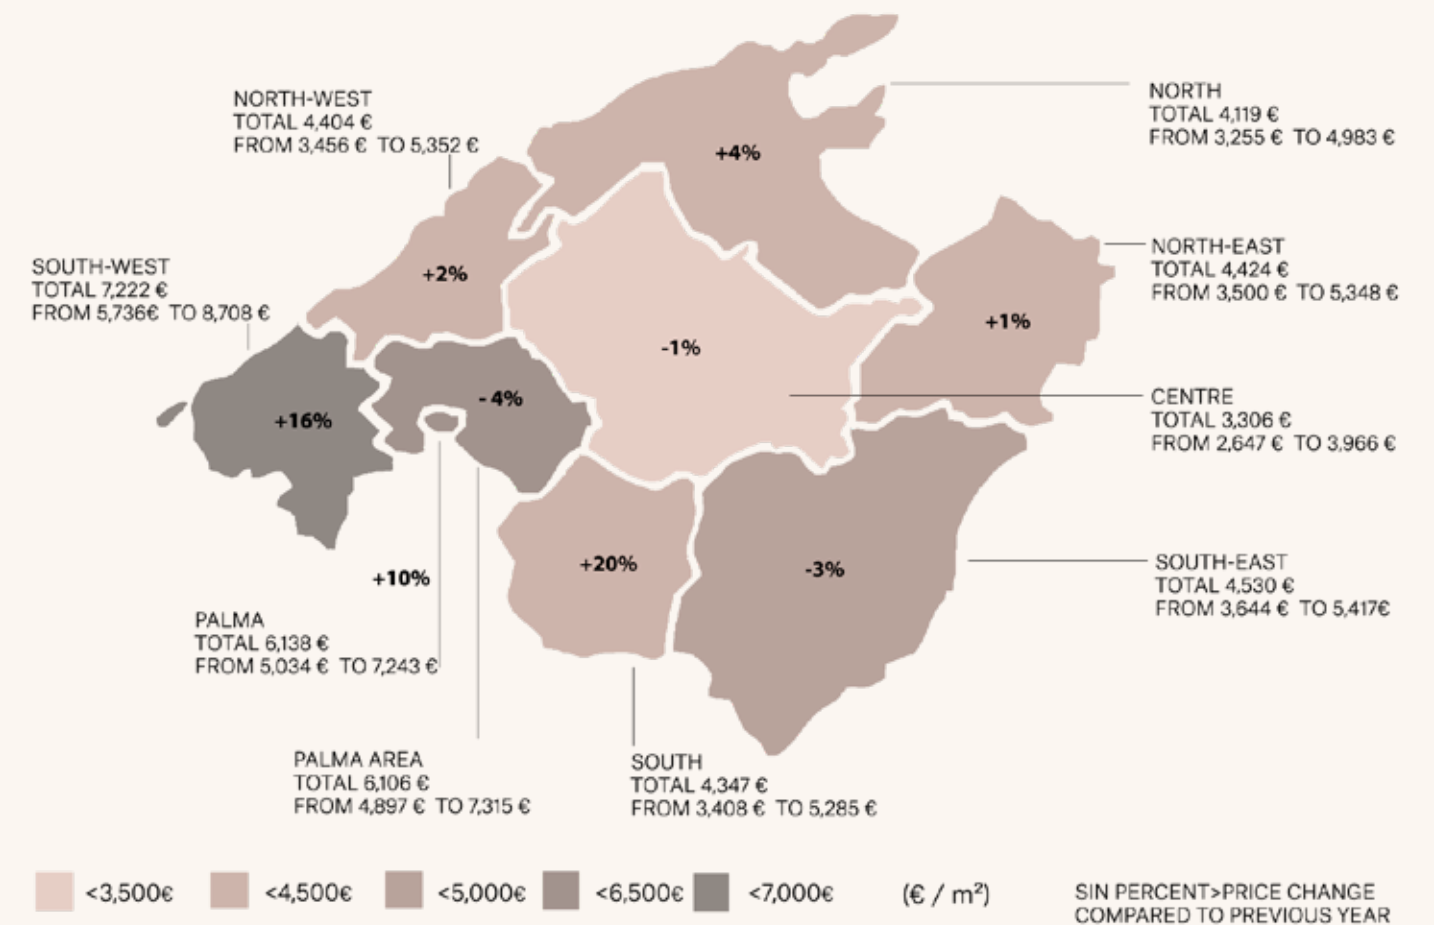 NORTH-WEST
TOTAL 4,404 €
FROM 3,456 € TO 5,352 €
NORTH
TOTAL 4,119 €
FROM 3,255 € TO 4,983 €
+4%
SOUTH-WEST
TOTAL 7,222 €
FROM 5,736€ TO 8,708 €
+2%
NORTH-EAST
TOTAL 4,424 €
FROM 3,500 € TO 5,348 €
+1%
-1%
CENTRE
TOTAL 3,306 €
FROM 2,647 € TO 3,966 €
+16%
- 4%
+20%
-3%
SOUTH-EAST
TOTAL 4,530 €
FROM 3,644 € TO 5,417€
+10%
PALMA
TOTAL 6,138 €
FROM 5,034 € TO 7,243 €
PALMA AREA
TOTAL 6,106 €
FROM 4,897 € TO 7,315 €
SOUTH
TOTAL 4,347 €
FROM 3,408 € TO 5,285 €
<3,500€ <4,500€ <5,000€ <6,500€ <7,000€ (€ / m²)
SIN PERCENT>PRICE CHANGE
COMPARED TO PREVIOUS YEAR